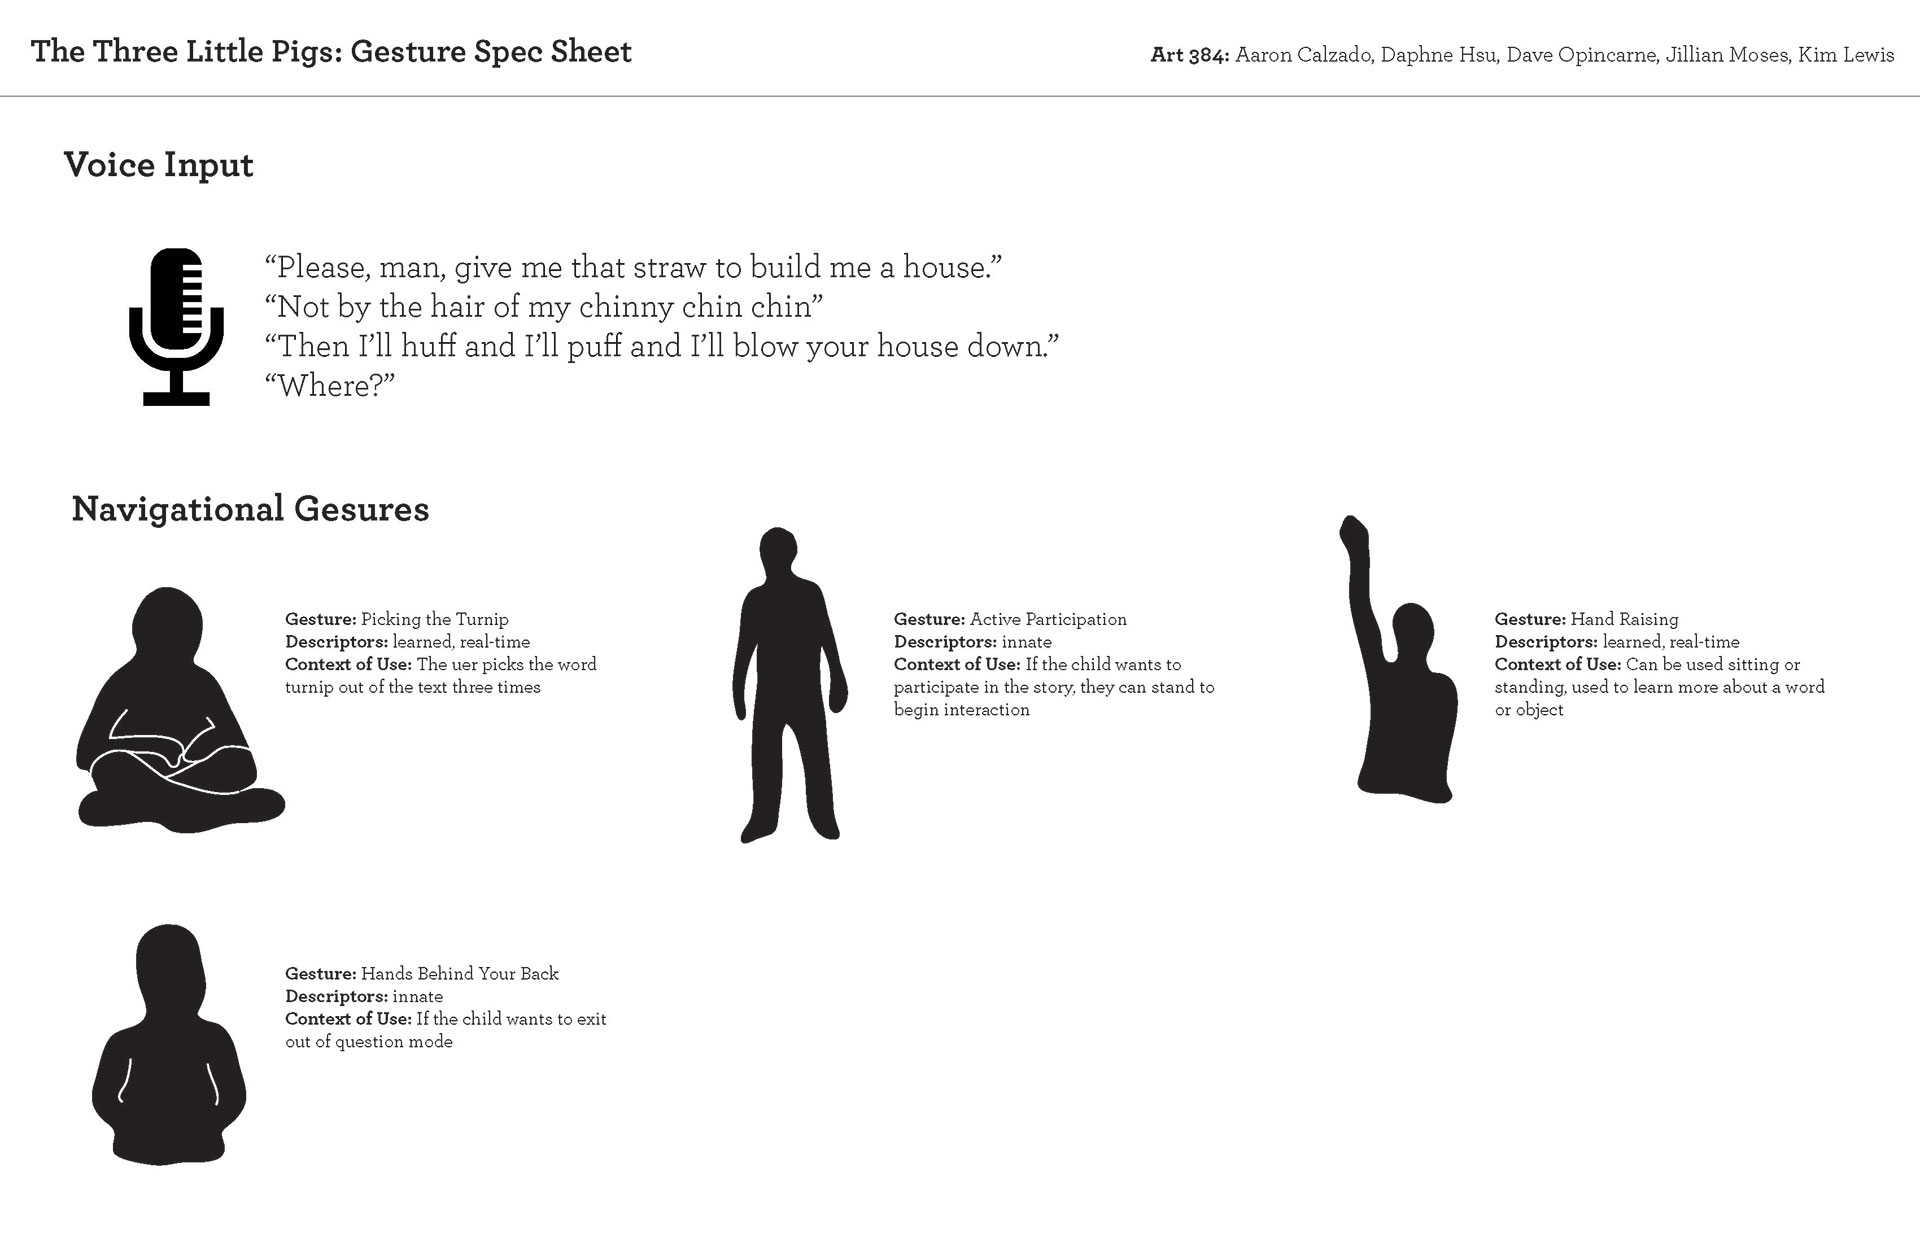 The Three Little Pigs: Gesture Spec Sheet
Art 384: Aaron Calzado, Daphne Hsu, Dave Opincarne, Jillian Moses, Kim Lewis
Voice Input
“Please, man, give me that straw to build me a house.”
“Not by the hair of my chinny chin chin”
“Then I’ll huff and I’ll puff and I’ll blow your house down.”
“Where?”
Navigational Gesures
Gesture: Picking the Turnip
Descriptors: learned, real-time
Context of Use: The uer picks the word
turnip out of the text three times
Gesture: Active Participation
Descriptors: innate
Context of Use: If the child wants to
participate in the story, they can stand to
begin interaction
Gesture: Hand Raising
Descriptors: learned, real-time
Context of Use: Can be used sitting or
standing, used to learn more about a word
or object
Gesture: Hands Behind Your Back
Descriptors: innate
Context of Use: If the child wants to exit
out of question mode